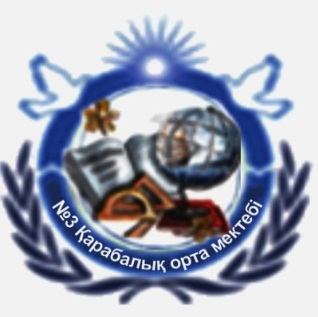 №3 Қарабалық орта мектебі